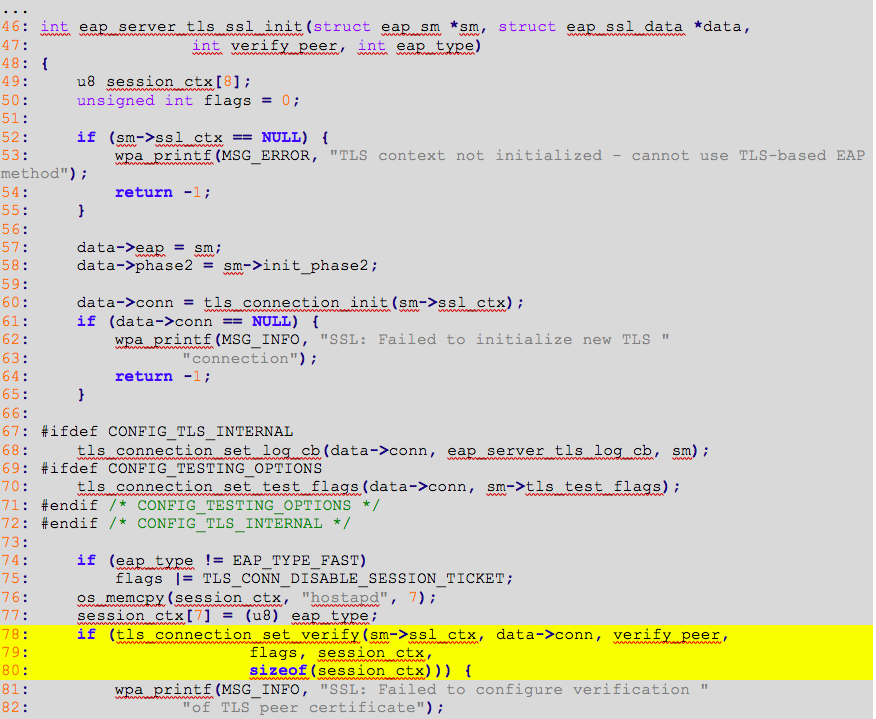 ...
46: int eap_server_tls_ssl_init(struct eap_sm *sm, struct eap_ssl_data *data,
47:                 int verify_peer, int eap_type)
48: {
49:     u8 session_ctx[8];
50:     unsigned int flags = 0;
51:
52:     if (sm->ssl_ctx == NULL) {
53:         wpa_printf(MSG_ERROR, "TLS context not initialized - cannot use TLS-based EAP
method");
54:         return -1;
55:     }
56:
57:     data->eap = sm;
58:     data->phase2 = sm->init_phase2;
59:
60:     data->conn = tls_connection_init(sm->ssl_ctx);
61:     if (data->conn == NULL) {
62:         wpa_printf(MSG_INFO, "SSL: Failed to initialize new TLS "
63:                "connection");
64:         return -1;
65:     }
66:
67: #ifdef CONFIG_TLS_INTERNAL
68:     tls_connection_set_log_cb(data->conn, eap_server_tls_log_cb, sm);
69: #ifdef CONFIG_TESTING_OPTIONS
70:     tls_connection_set_test_flags(data->conn, sm->tls_test_flags);
71: #endif /* CONFIG_TESTING_OPTIONS */
72: #endif /* CONFIG_TLS_INTERNAL */
73:
74:     if (eap_type != EAP_TYPE_FAST)
75:         flags |= TLS_CONN_DISABLE_SESSION_TICKET;
76:     os_memcpy(session_ctx, "hostapd", 7);
77:     session_ctx[7] = (u8) eap_type;
78:     if (tls_connection_set_verify(sm->ssl_ctx, data->conn, verify_peer,
79:                       flags, session_ctx,
80:                       sizeof(session_ctx))) {
81:         wpa_printf(MSG_INFO, "SSL: Failed to configure verification "
82:                "of TLS peer certificate");